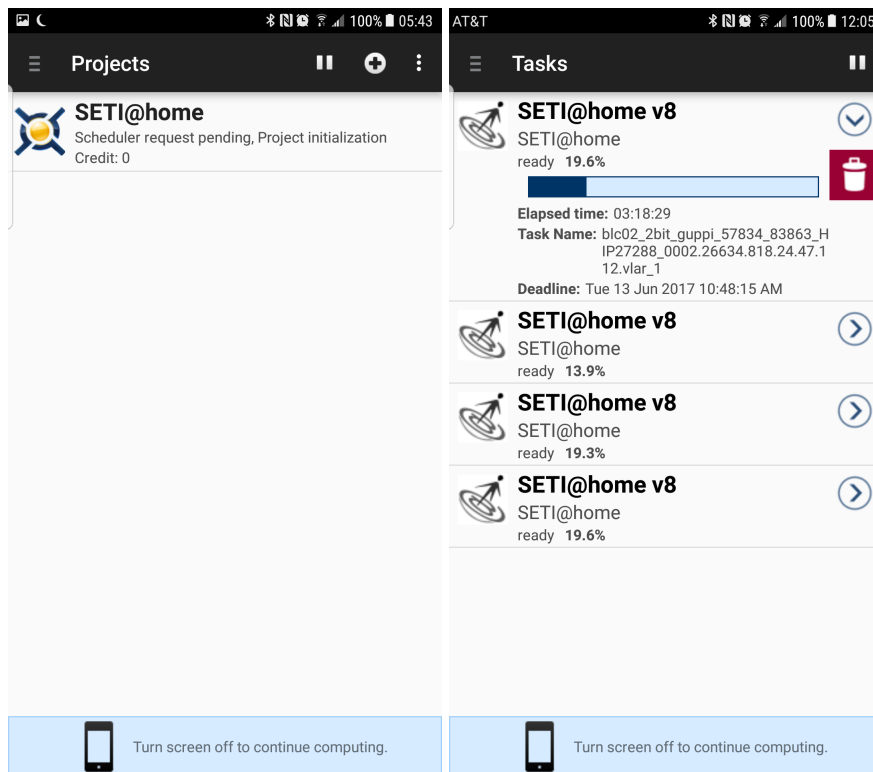 100% 05:43
Projects
SETI@home
Scheduler request pending, Project initialization
Credit: 0
Turn screen off to continue computing.
AT&T 100% 12:05
Tasks
SETI@home v8
SETI@home
ready 19.6%
Elapsed time: 03:18:29
Task Name: blc02_2bit_guppi_57834_83863_H
IP27288_0002.26634.818.24.47.1
12.vlar_1
Deadline: Tue 13 Jun 2017 10:48:15 AM
SETI@home v8
SETI@home
ready 13.9%
SETI@home v8
SETI@home
ready 19.3%
SETI@home v8
SETI@home
ready 19.6%
Turn screen off to continue computing.